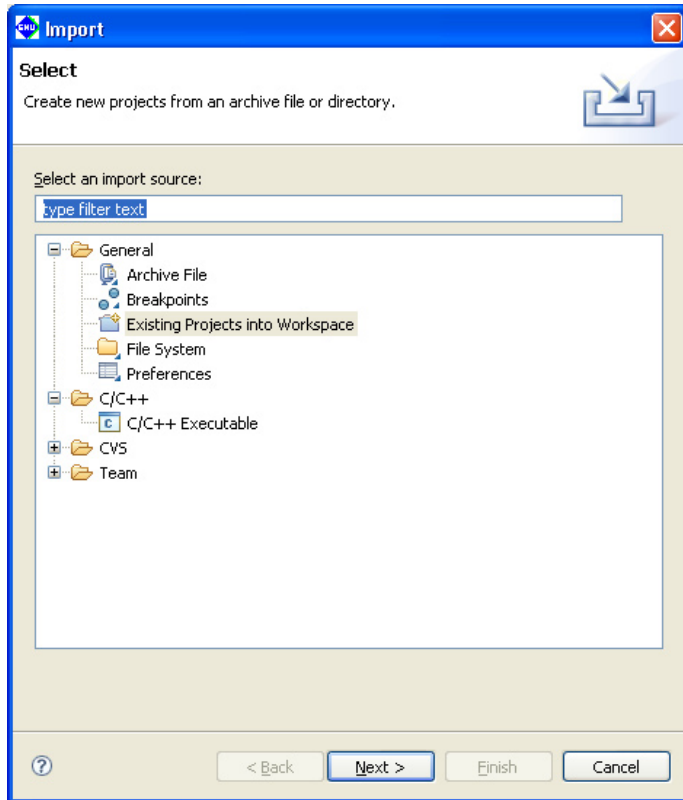 GNU Import
Select
Create new projects from an archive file or directory.
Select an import source:
type filter text
General
Archive File
Breakpoints
Existing Projects into Workspace
File System
Preferences
C/C++
C/C++ Executable
CVS
Team
< Back Next > Finish Cancel